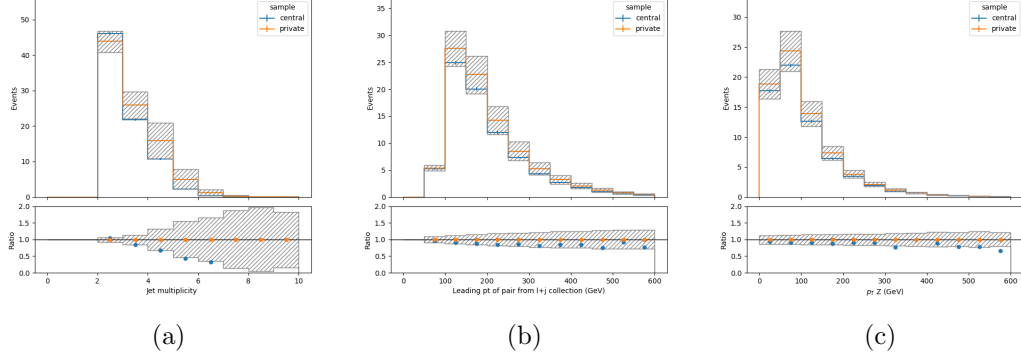 sample
central
private
50
40
30
20
10
0
Events
2.0
1.5
1.0
0.5
0.0
Ratio
0 2 4 6 8 10
Jet multiplicity
(a)
sample
central
private
35
30
25
20
15
10
5
0
Events
2.0
1.5
1.0
0.5
0.0
Ratio
0 100 200 300 400 500 600
Leading pt of pair from l+j collection (GeV)
(b)
sample
central
private
30
25
20
15
10
5
0
Events
2.0
1.5
1.0
0.5
0.0
Ratio
0 100 200 300 400 500 600
p_T Z (GeV)
(c)